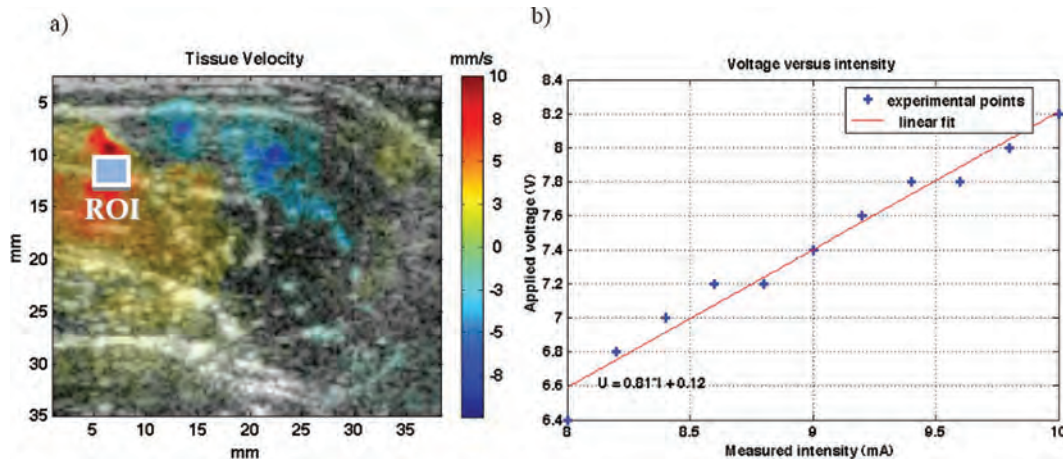 a)
Tissue Velocity
mm/s
5
10
15
20
25
30
35
mm
ROI
5 10 15 20 25 30 35
mm
10
8
5
3
0
-3
-5
-8
b)
Voltage versus intensity
experimental points
linear fit
8.4
8.2
8
7.8
7.6
7.4
7.2
7
6.8
6.6
6.4
Applied voltage (V)
U = 0.81*I + 0.12
8 8.5 9 9.5 10
Measured intensity (mA)